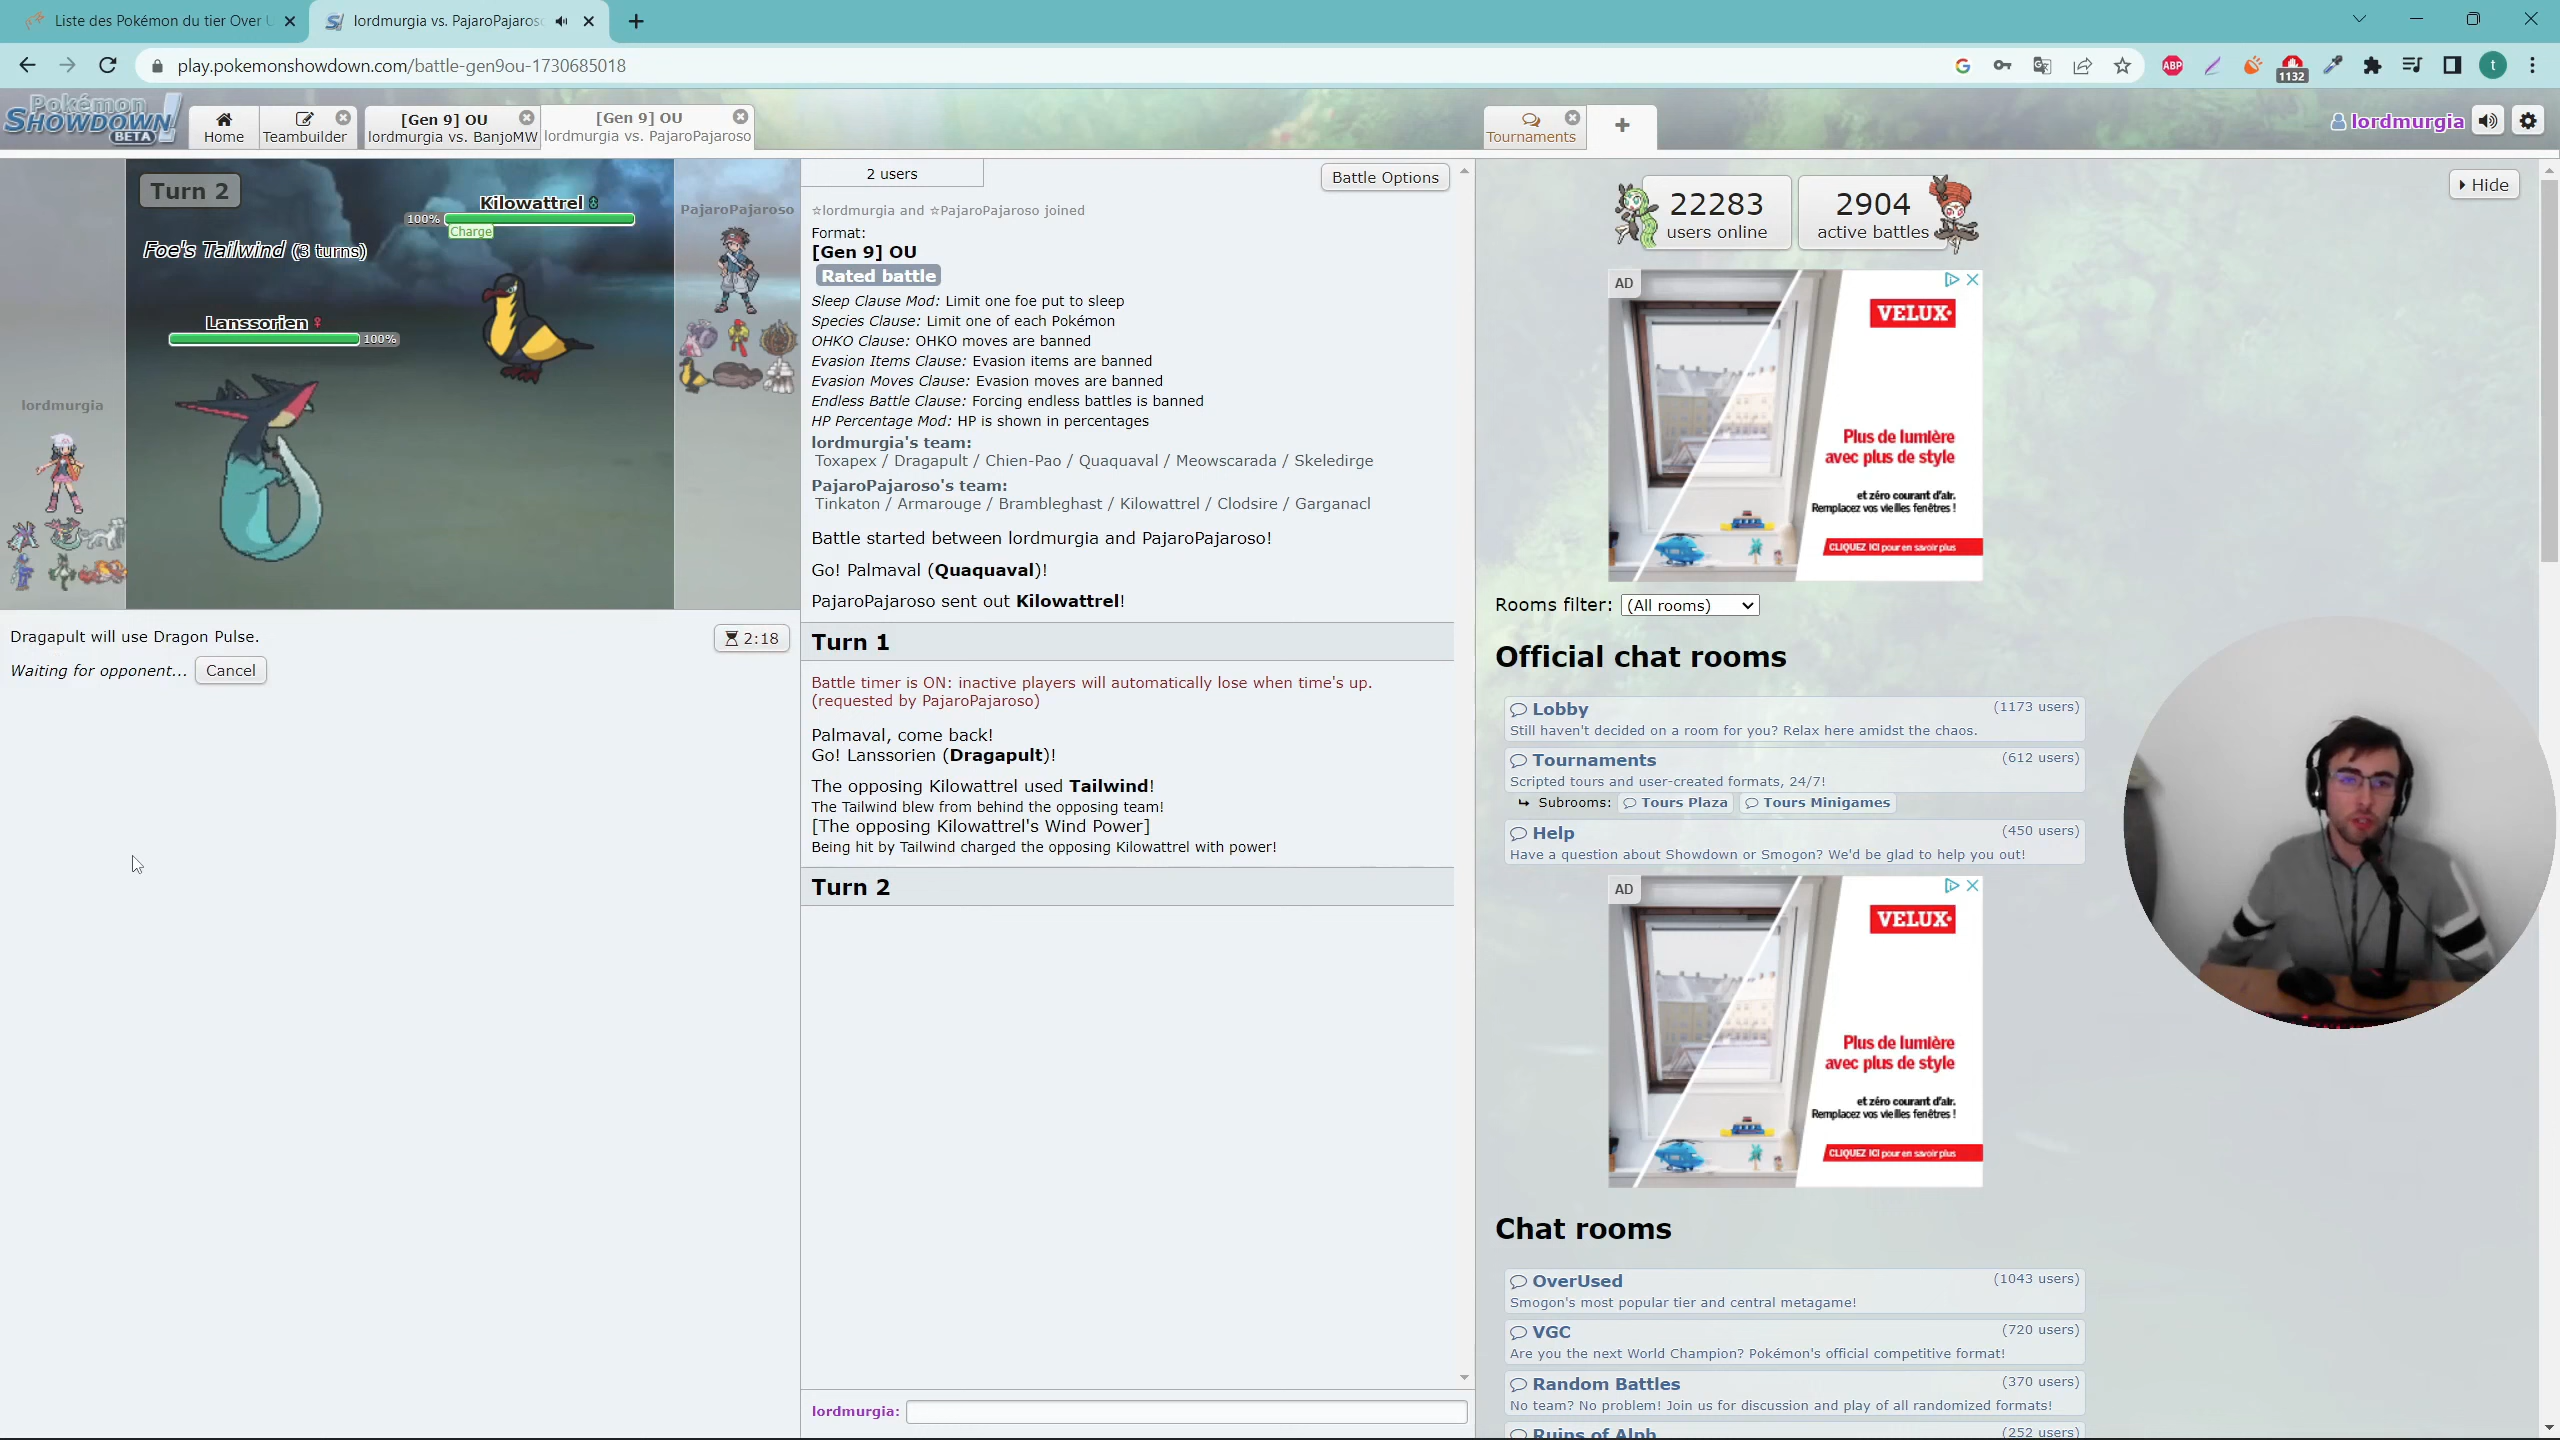 Liste des Pokémon du tier Over U
lordmurgia vs. PajaroPajaroso
play.pokemonshowdown.com/battle-gen9ou-1730685018
ABP
1132
t
Pokémon
SHOWDOWN!
BETA
Home
Teambuilder
[Gen 9] OU
lordmurgia vs. BanjoMW
[Gen 9] OU
lordmurgia vs. PajaroPajaroso
Tournaments
lordmurgia
Turn 2
Kilowattrel
100%
Charge
Foe's Tailwind (3 turns)
Lanssorien
100%
PajaroPajaroso
lordmurgia
Dragapult will use Dragon Pulse.
2:18
Waiting for opponent...
Cancel
2 users
Battle Options
☆lordmurgia and ☆PajaroPajaroso joined
Format:
[Gen 9] OU
Rated battle
Sleep Clause Mod: Limit one foe put to sleep
Species Clause: Limit one of each Pokémon
OHKO Clause: OHKO moves are banned
Evasion Items Clause: Evasion items are banned
Evasion Moves Clause: Evasion moves are banned
Endless Battle Clause: Forcing endless battles is banned
HP Percentage Mod: HP is shown in percentages
lordmurgia's team:
Toxapex / Dragapult / Chien-Pao / Quaquaval / Meowscarada / Skeledirge
PajaroPajaroso's team:
Tinkaton / Armarouge / Brambleghast / Kilowattrel / Clodsire / Garganacl
Battle started between lordmurgia and PajaroPajaroso!
Go! Palmaval (Quaquaval)!
PajaroPajaroso sent out Kilowattrel!
Turn 1
Battle timer is ON: inactive players will automatically lose when time's up.
(requested by PajaroPajaroso)
Palmaval, come back!
Go! Lanssorien (Dragapult)!
The opposing Kilowattrel used Tailwind!
The Tailwind blew from behind the opposing team!
[The opposing Kilowattrel's Wind Power]
Being hit by Tailwind charged the opposing Kilowattrel with power!
Turn 2
lordmurgia:
22283
users online
2904
active battles
Hide
AD
VELUX
Plus de lumière
avec plus de style
et zéro courant d'air.
Remplacez vos vieilles fenêtres !
CLIQUEZ ICI pour en savoir plus
Rooms filter:
(All rooms)
Official chat rooms
Lobby
(1173 users)
Still haven't decided on a room for you? Relax here amidst the chaos.
Tournaments
(612 users)
Scripted tours and user-created formats, 24/7!
Subrooms:
Tours Plaza
Tours Minigames
Help
(450 users)
Have a question about Showdown or Smogon? We'd be glad to help you out!
AD
VELUX
Plus de lumière
avec plus de style
et zéro courant d'air.
Remplacez vos vieilles fenêtres !
CLIQUEZ ICI pour en savoir plus
Chat rooms
OverUsed
(1043 users)
Smogon's most popular tier and central metagame!
VGC
(720 users)
Are you the next World Champion? Pokémon's official competitive format!
Random Battles
(370 users)
No team? No problem! Join us for discussion and play of all randomized formats!
Ruins of Alph
(252 users)